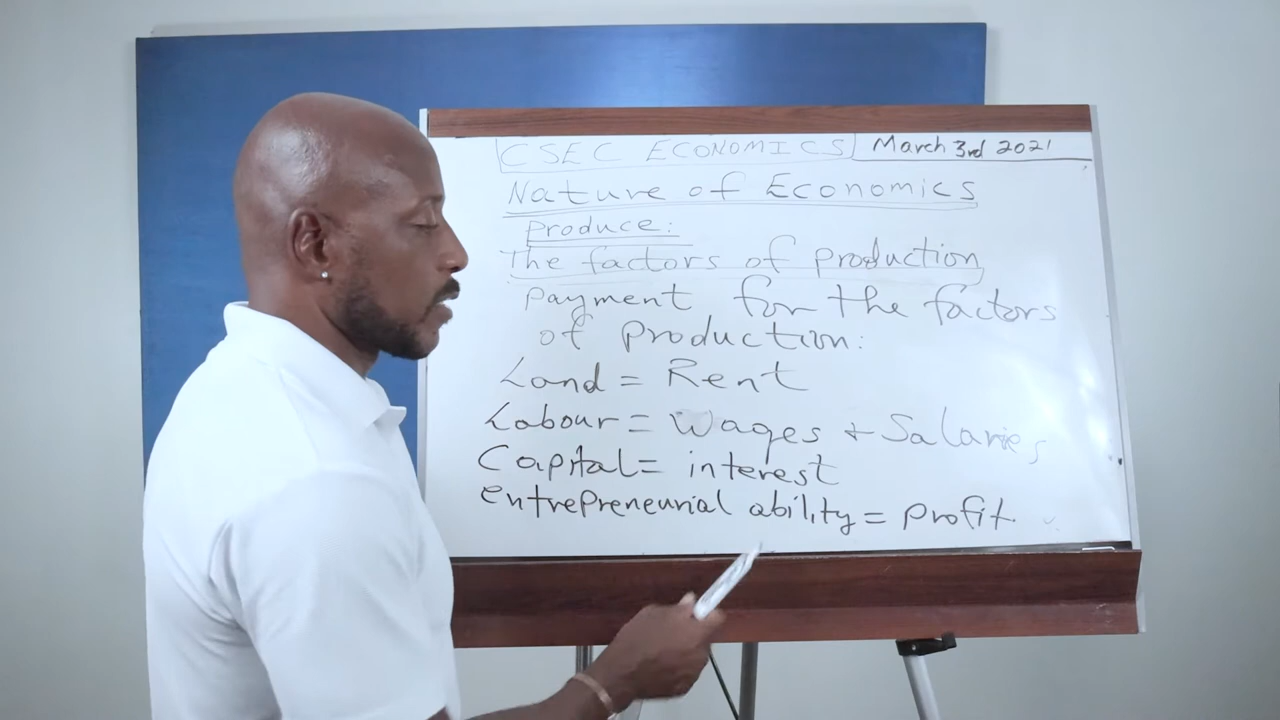 CSEC ECONOMICS March 3rd 2021
Nature of Economics
Produce:
The factors of production
Payment for the factors
of production:
Land = Rent
Labour = Wages + Salaries
Capital = interest
entrepreneurial ability = profit.